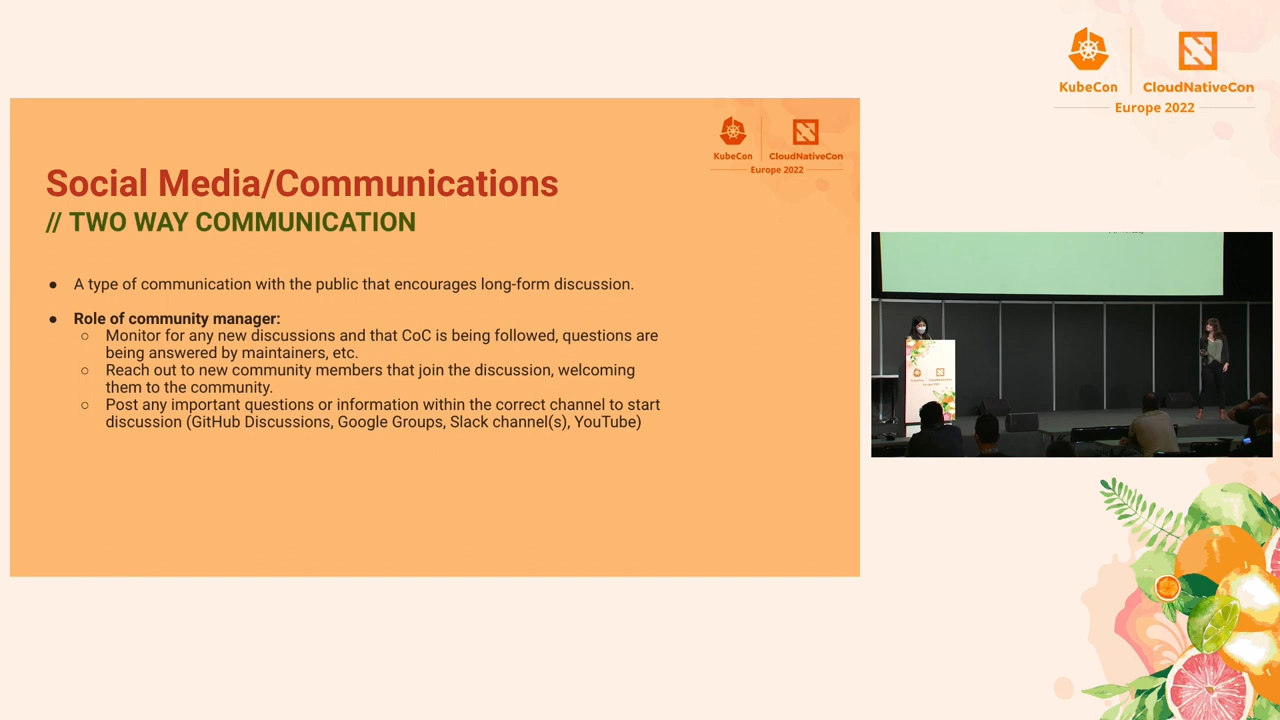 KubeCon
CloudNativeCon
Europe 2022
KubeCon
CloudNativeCon
Europe 2022
Social Media/Communications
// TWO WAY COMMUNICATION
● A type of communication with the public that encourages long-form discussion.
● Role of community manager:
○ Monitor for any new discussions and that CoC is being followed, questions are
being answered by maintainers, etc.
○ Reach out to new community members that join the discussion, welcoming
them to the community.
○ Post any important questions or information within the correct channel to start
discussion (GitHub Discussions, Google Groups, Slack channel(s), YouTube)